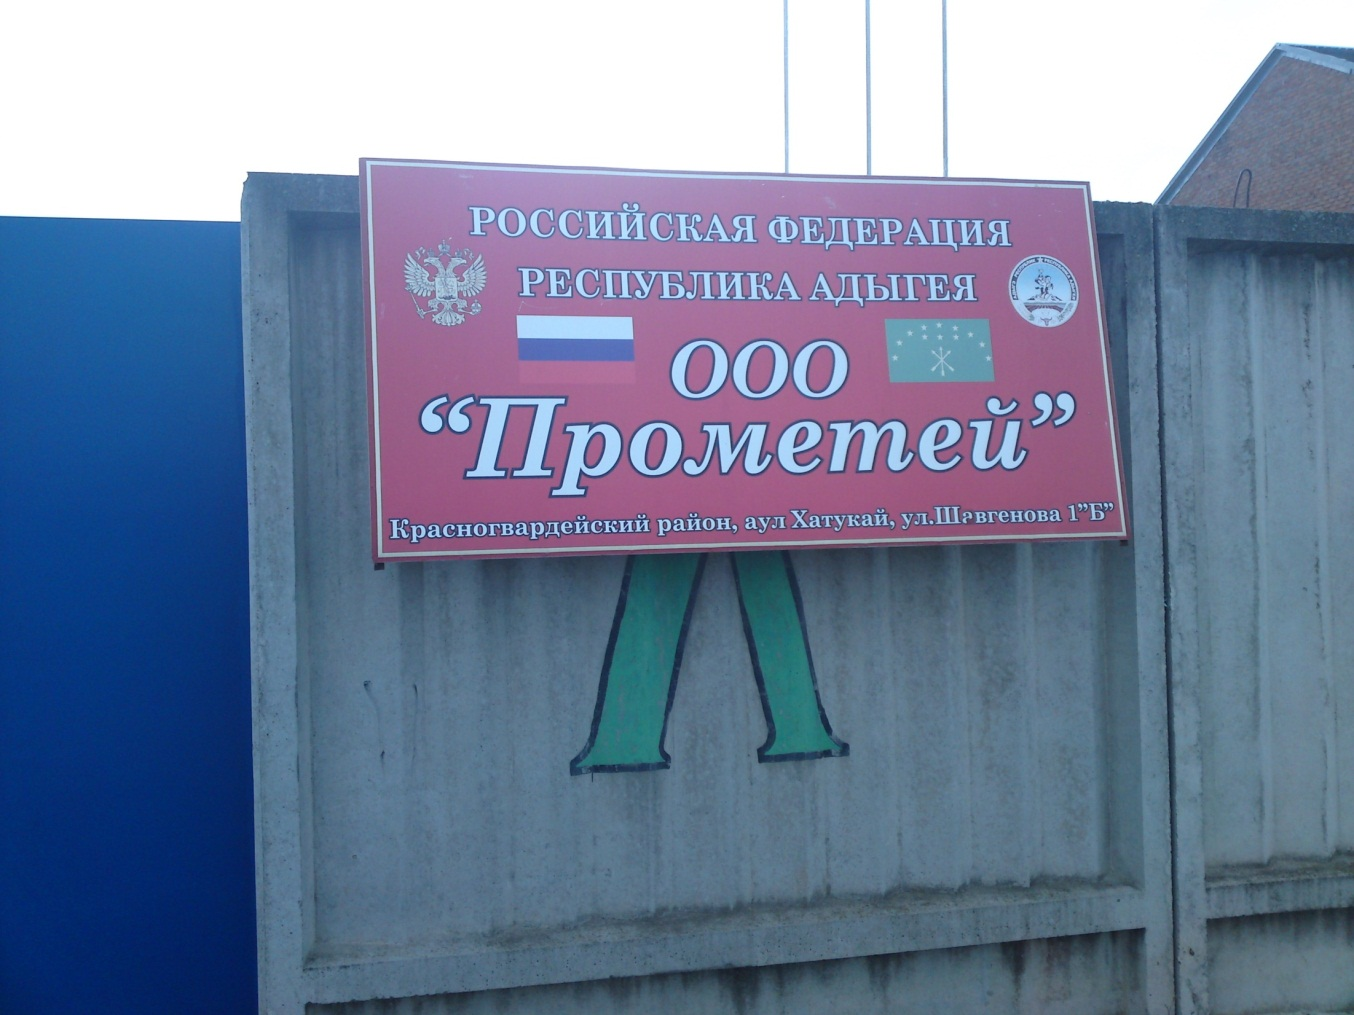 РОССИЙСКАЯ ФЕДЕРАЦИЯ
РЕСПУБЛИКА АДЫГЕЯ
ООО
“Прометей”
Красногвардейский район, аул Хатукай, ул.Шавгенова 1”Б”